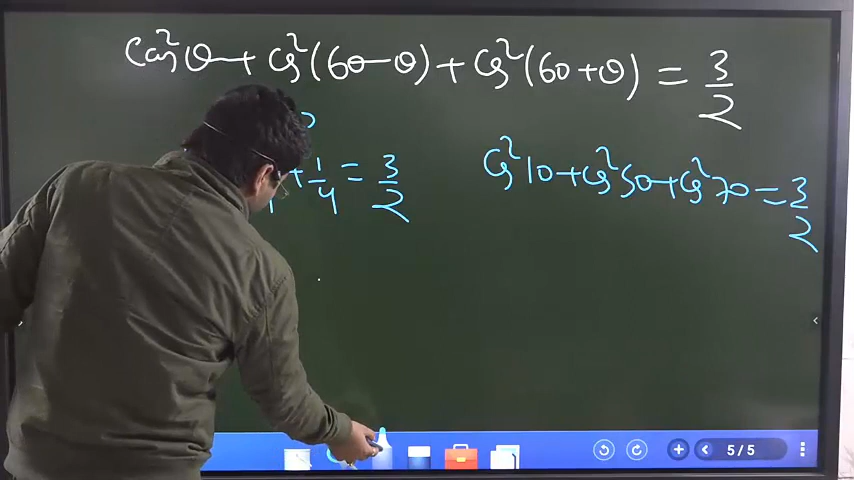 Cos²θ + Cos²(60-θ) + Cos²(60+θ) = 3/2
+ 1/4 = 3/2
Cos²10 + Cos²50 + Cos²70 = 3/2
5/5